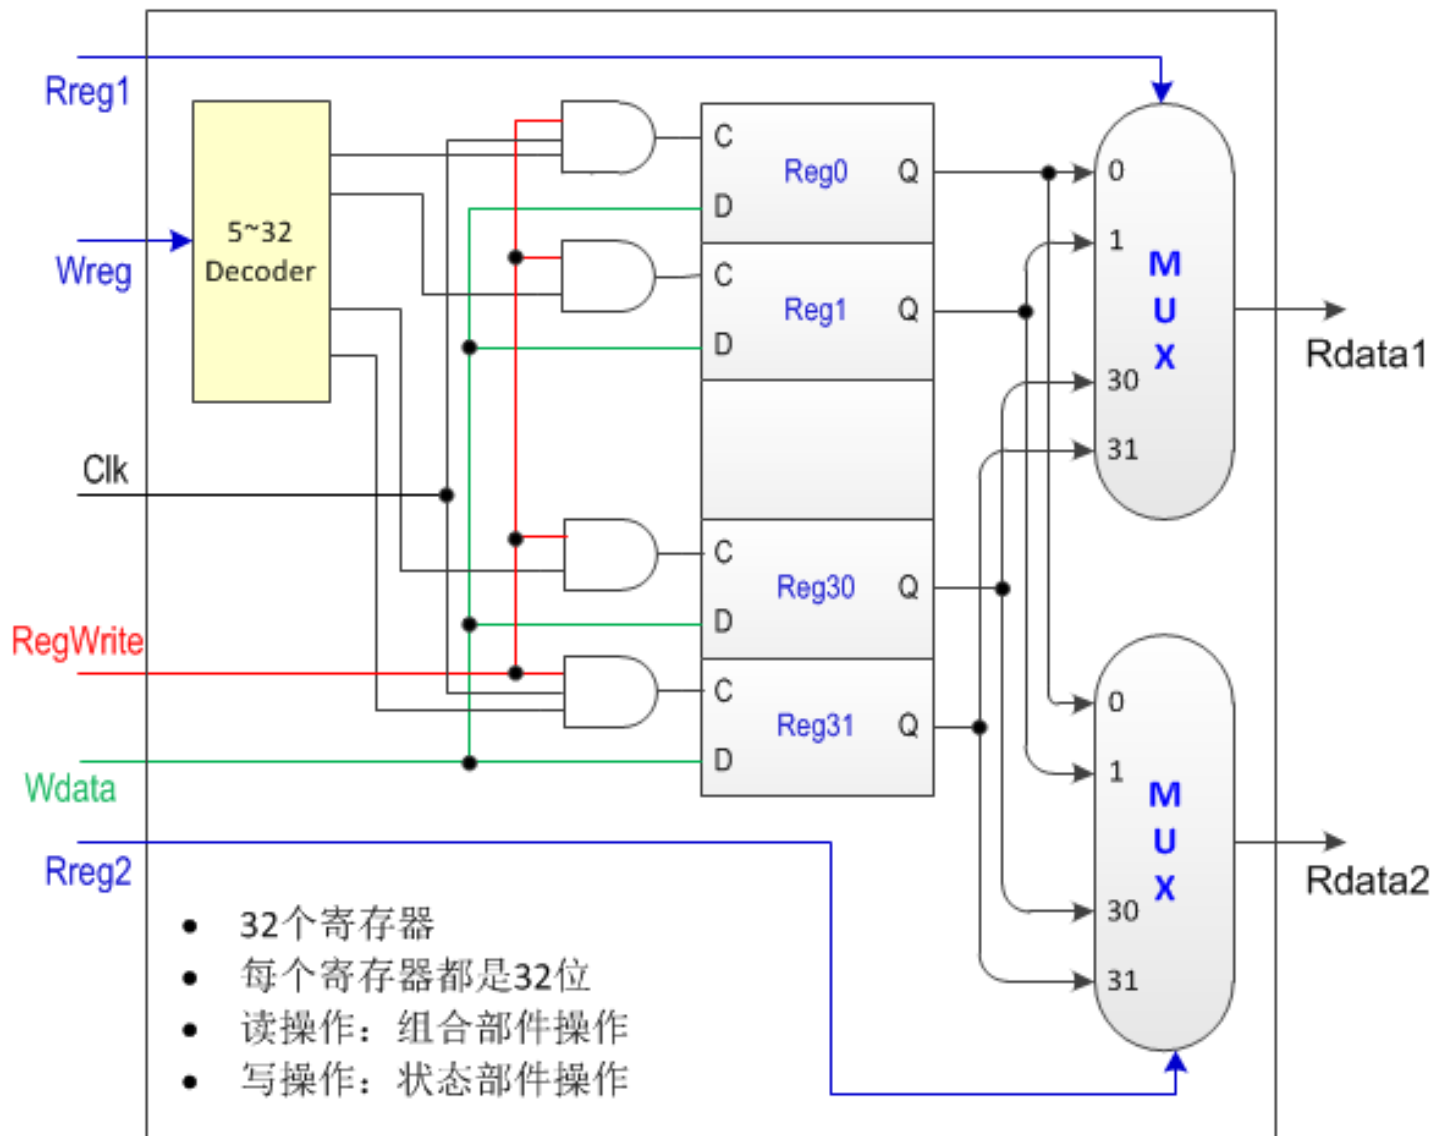 Rreg1
5~32
Decoder
Wreg
Clk
RegWrite
Wdata
Rreg2
C
Reg0
Q
D
C
Reg1
Q
D
C
Reg30
Q
D
C
Reg31
Q
D
0
1
M
U
X
30
31
Rdata1
0
1
M
U
X
30
31
Rdata2
● 32个寄存器
● 每个寄存器都是32位
● 读操作：组合部件操作
● 写操作：状态部件操作